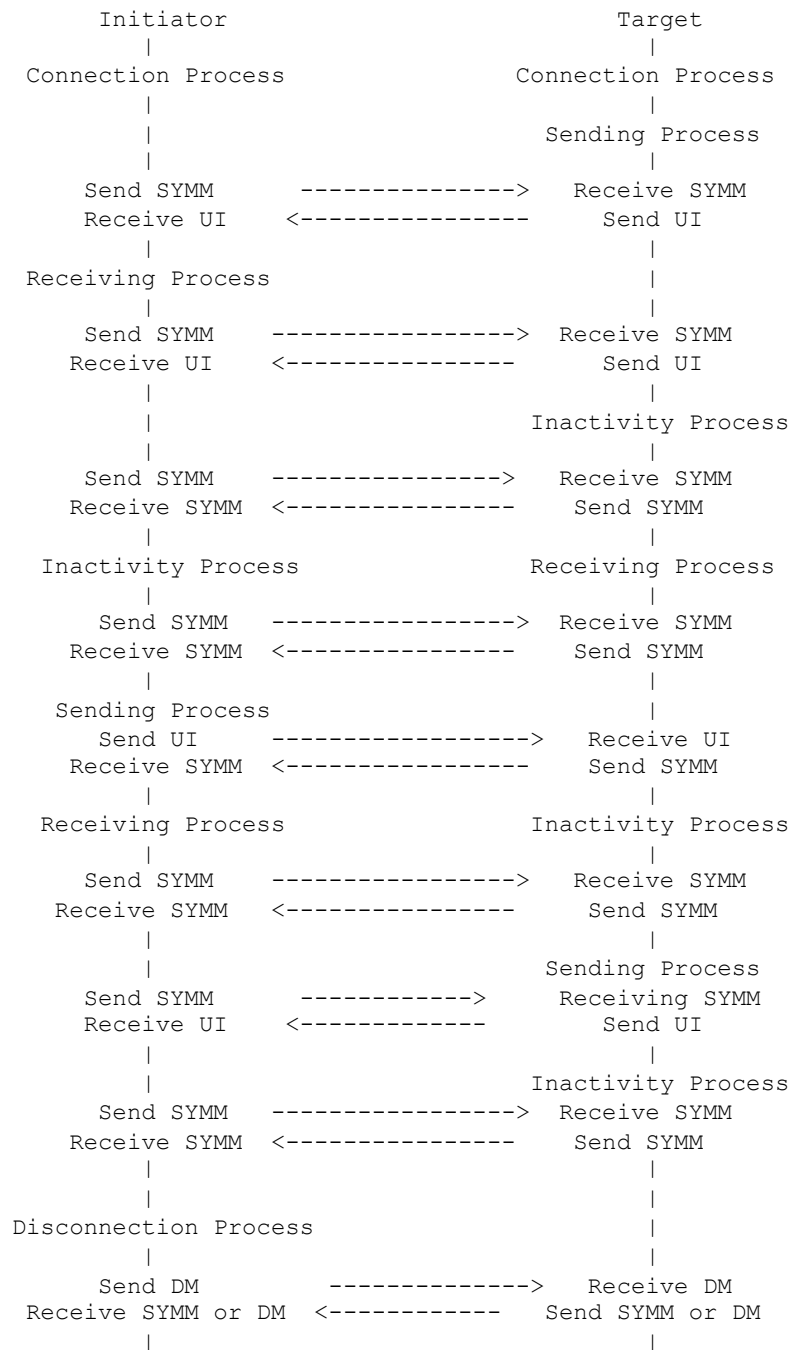 Initiator Target
| |
Connection Process Connection Process
| |
| Sending Process
| |
Send SYMM ---------------> Receive SYMM
Receive UI <---------------- Send UI
| |
Receiving Process |
| |
Send SYMM -----------------> Receive SYMM
Receive UI <---------------- Send UI
| |
| Inactivity Process
| |
Send SYMM ----------------> Receive SYMM
Receive SYMM <---------------- Send SYMM
| |
Inactivity Process Receiving Process
| |
Send SYMM -----------------> Receive SYMM
Receive SYMM <---------------- Send SYMM
| |
Sending Process |
Send UI ------------------> Receive UI
Receive SYMM <----------------- Send SYMM
| |
Receiving Process Inactivity Process
| |
Send SYMM -----------------> Receive SYMM
Receive SYMM <---------------- Send SYMM
| |
| Sending Process
Send SYMM ------------> Receiving SYMM
Receive UI <------------- Send UI
| |
| Inactivity Process
Send SYMM -----------------> Receive SYMM
Receive SYMM <---------------- Send SYMM
| |
| |
Disconnection Process |
| |
Send DM --------------> Receive DM
Receive SYMM or DM <------------ Send SYMM or DM
| |